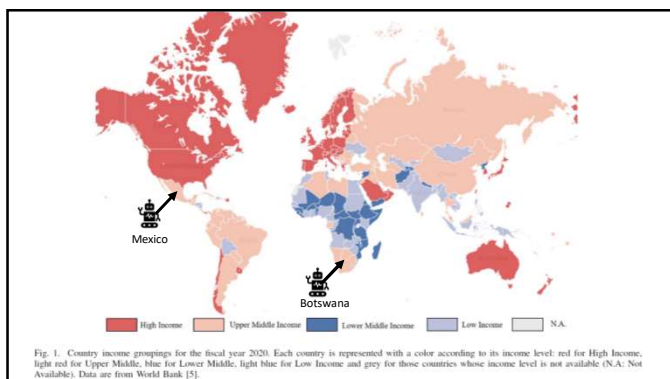 Mexico
Botswana
High Income
Upper Middle Income
Lower Middle Income
Low Income
N.A.
Fig. 1. Country income groupings for the fiscal year 2020. Each country is represented with a color according to its income level: red for High Income,
light red for Upper Middle, blue for Lower Middle, light blue for Low Income and grey for those countries whose income level is not available (N.A: Not
Available). Data are from World Bank [5].